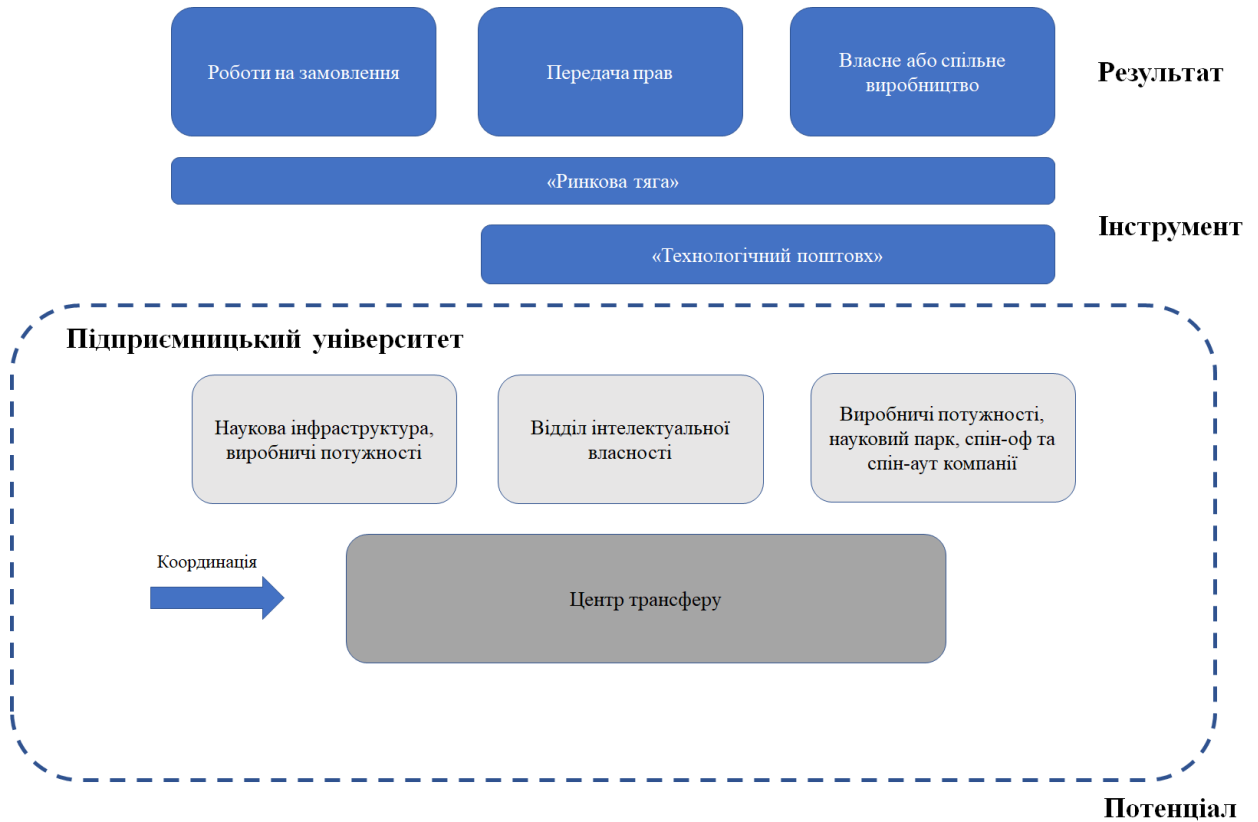 Роботи на замовлення
Передача прав
Власне або спільне
виробництво
Результат
«Ринкова тяга»
Інструмент
«Технологічний поштовх»
Підприємницький університет
Наукова інфраструктура,
виробничі потужності
Відділ інтелектуальної
власності
Виробничі потужності,
науковий парк, спін-оф та
спін-аут компанії
Координація
Центр трансферу
Потенціал